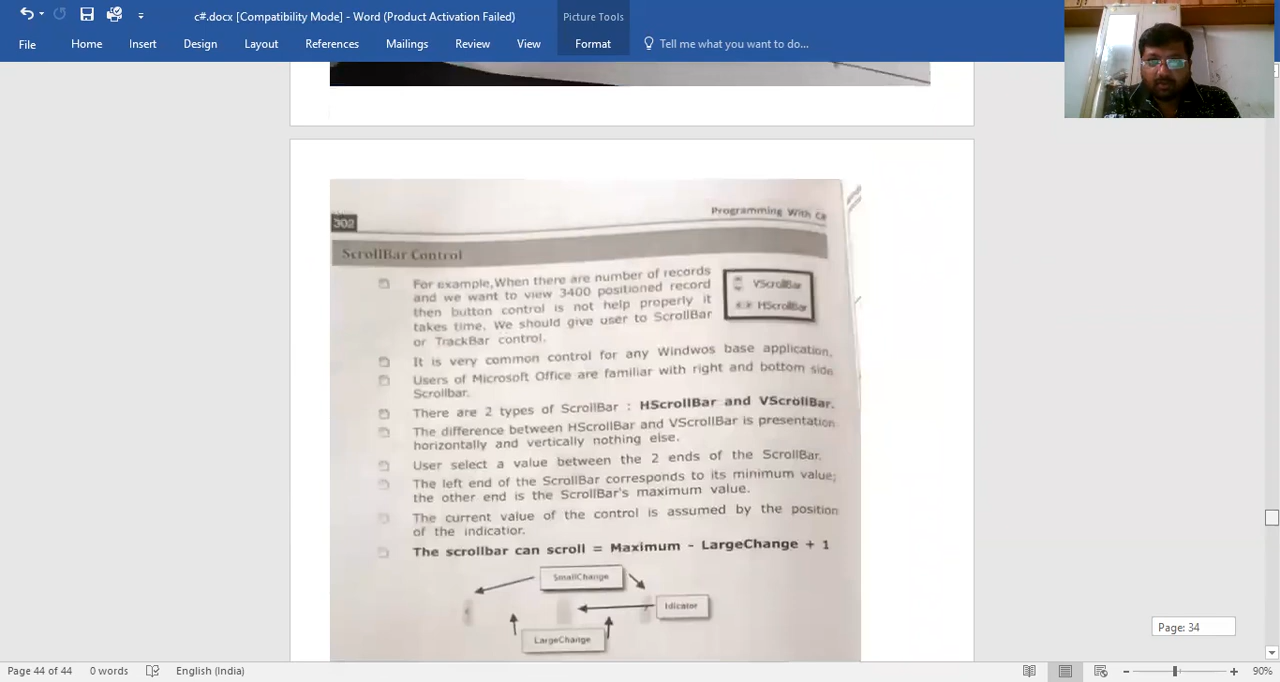 c#.docx [Compatibility Mode] - Word (Product Activation Failed)
Picture Tools
File
Home
Insert
Design
Layout
References
Mailings
Review
View
Format
Tell me what you want to do...
302
Programming With C#
ScrollBar Control
For example,When there are number of records
and we want to view 3400 positioned record
then button control is not help properly it
takes time. We should give user to ScrollBar
or TrackBar control.
VScrollBar
HScrollBar
It is very common control for any Windwos base application.
Users of Microsoft Office are familiar with right and bottom side
Scrollbar.
There are 2 types of ScrollBar : HScrollBar and VScrollBar.
The difference between HScrollBar and VScrollBar is presentation
horizontally and vertically nothing else.
User select a value between the 2 ends of the ScrollBar.
The left end of the ScrollBar corresponds to its minimum value;
the other end is the ScrollBar's maximum value.
The current value of the control is assumed by the position
of the indicatior.
The scrollbar can scroll = Maximum - LargeChange + 1
SmallChange
Idicator
LargeChange
Page: 34
Page 44 of 44
0 words
English (India)
90%